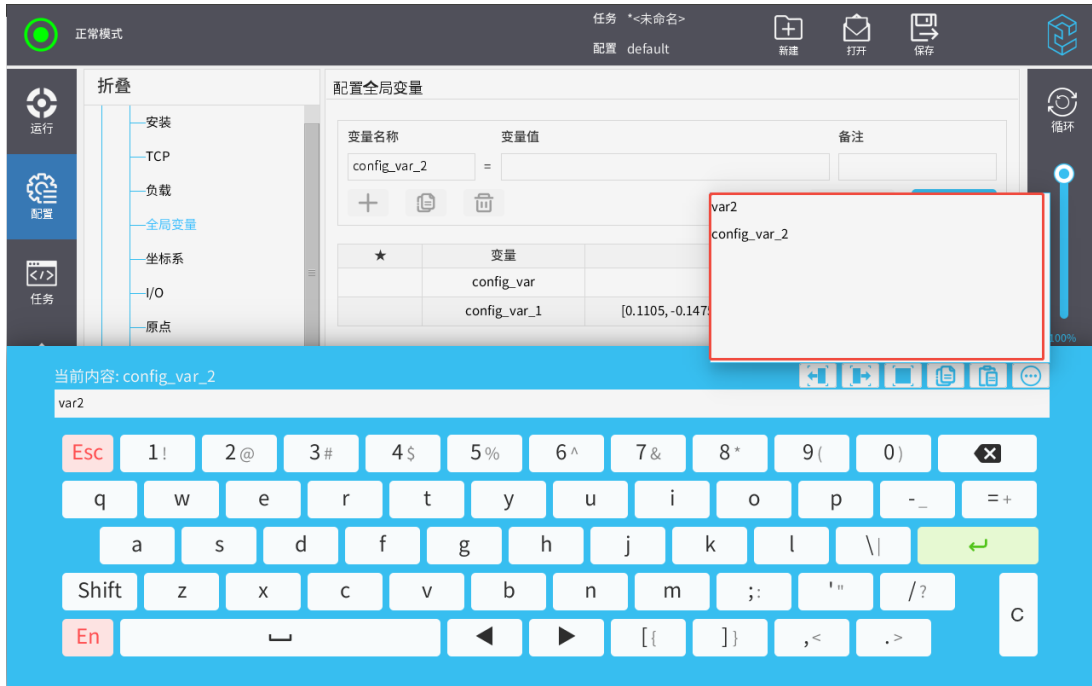 正常模式
任务 *<未命名>
配置 default
新建
打开
保存
运行
配置
任务
折叠
安装
TCP
负载
全局变量
坐标系
I/O
原点
配置全局变量
变量名称 变量值 备注
config_var_2 =
★ 变量
config_var
config_var_1 [0.1105, -0.147
var2
config_var_2
循环
100%
当前内容: config_var_2
var2
Esc 1 ! 2 @ 3 # 4 $ 5 % 6 ^ 7 & 8 * 9 ( 0 )
q w e r t y u i o p - _ = +
a s d f g h j k l \ |
Shift z x c v b n m ; : ' " / ?
En [ { ] } , < . > C